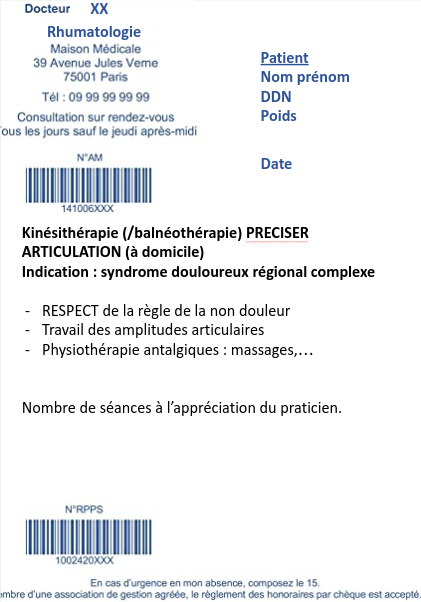 Docteur XX
Rhumatologie
Maison Médicale
39 Avenue Jules Verne
75001 Paris
Tél : 09 99 99 99 99
Consultation sur rendez-vous
ous les jours sauf le jeudi après-midi
Patient
Nom prénom
DDN
Poids
Date
N°AM
141006XXX
Kinésithérapie (/balnéothérapie) PRECISER
ARTICULATION (à domicile)
Indication : syndrome douloureux régional complexe
- RESPECT de la règle de la non douleur
- Travail des amplitudes articulaires
- Physiothérapie antalgiques : massages,…
Nombre de séances à l’appréciation du praticien.
N°RPPS
1002420XXX
En cas d'urgence en mon absence, composez le 15.
embre d'une association de gestion agréée, le règlement des honoraires par chèque est accepté.